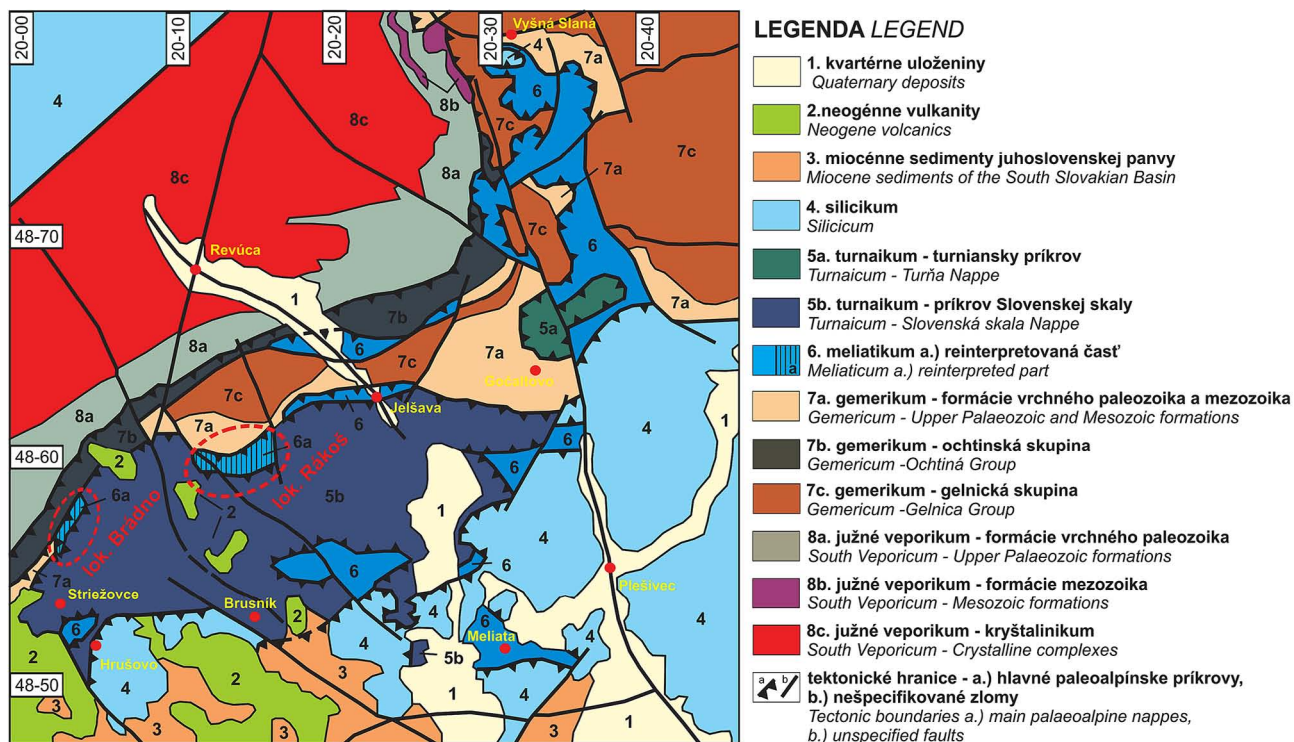 20-00
20-10
20-20
20-30
20-40
Vyšná Slaná
4
7a
4
6
8b
8c
7c
7c
8a
8c
7a
7c
48-70
6
Revúca
1
7a
7b
5a
8a
6
7a
7c
Gočaltovo
7c
Jelšava
4
1
8a
7a
6
7b
6a
6
48-60
2
lok. Rákoš
6
6a
5b
2
1
lok. Brádno
4
6
6
7a
Plešivec
Striežovce
Brusník
4
4
2
6
6
4
Meliata
Hrušovo
4
5b
2
3
48-50
2
4
1
4
3
3
3
3
1
LEGENDA LEGEND
1. kvartérne uloženiny
Quaternary deposits
2.neogénne vulkanity
Neogene volcanics
3. miocénne sedimenty juhoslovenskej panvy
Miocene sediments of the South Slovakian Basin
4. silicikum
Silicicum
5a. turnaikum - turniansky príkrov
Turnaicum - Turňa Nappe
5b. turnaikum - príkrov Slovenskej skaly
Turnaicum - Slovenská skala Nappe
a
6. meliatikum a.) reinterpretovaná časť
Meliaticum a.) reinterpreted part
7a. gemerikum - formácie vrchného paleozoika a mezozoika
Gemericum - Upper Palaeozoic and Mesozoic formations
7b. gemerikum - ochtinská skupina
Gemericum -Ochtiná Group
7c. gemerikum - gelnická skupina
Gemericum -Gelnica Group
8a. južné veporikum - formácie vrchného paleozoika
South Veporicum - Upper Palaeozoic formations
8b. južné veporikum - formácie mezozoika
South Veporicum - Mesozoic formations
8c. južné veporikum - kryštalinikum
South Veporicum - Crystalline complexes
a b
tektonické hranice - a.) hlavné paleoalpínske príkrovy,
b.) nešpecifikované zlomy
Tectonic boundaries a.) main palaeoalpine nappes,
b.) unspecified faults